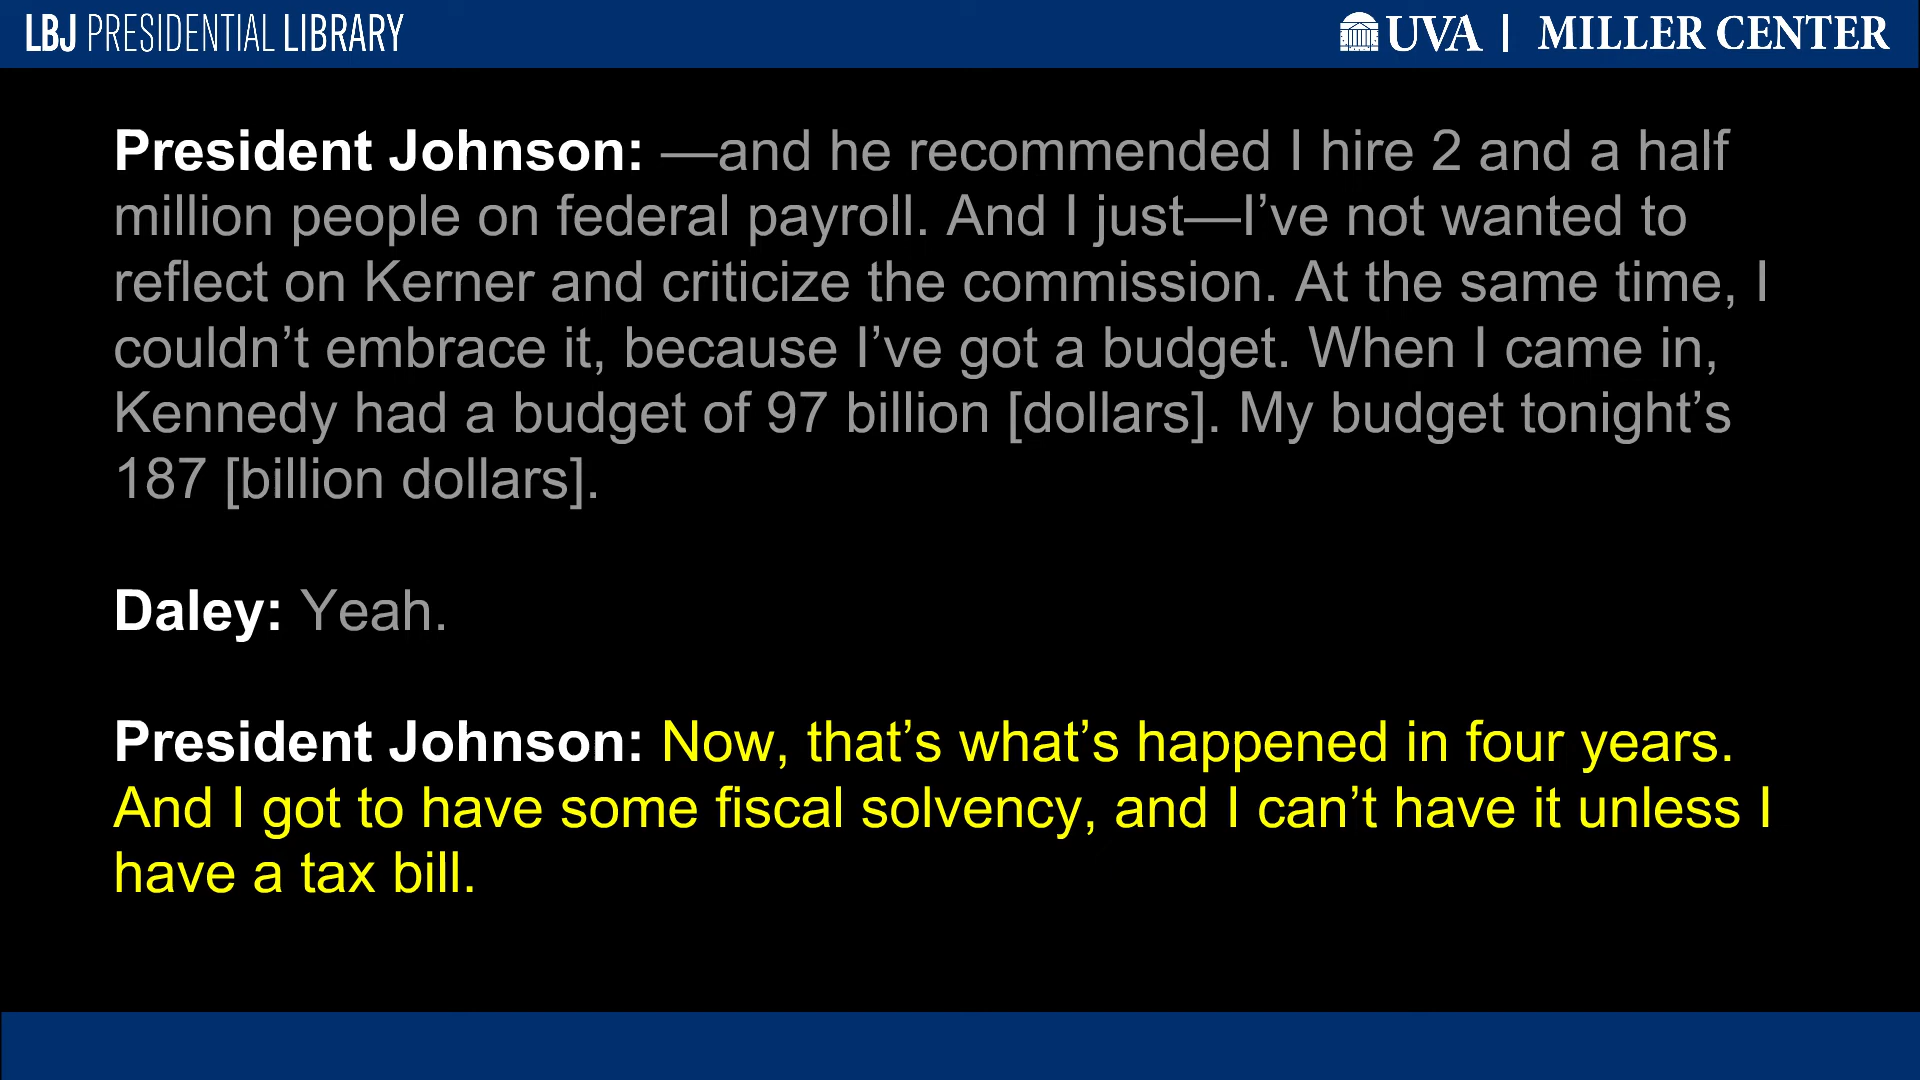 LBJ PRESIDENTIAL LIBRARY
UVA | MILLER CENTER
President Johnson: —and he recommended I hire 2 and a half
million people on federal payroll. And I just—I’ve not wanted to
reflect on Kerner and criticize the commission. At the same time, I
couldn’t embrace it, because I’ve got a budget. When I came in,
Kennedy had a budget of 97 billion [dollars]. My budget tonight’s
187 [billion dollars].
Daley: Yeah.
President Johnson: Now, that’s what’s happened in four years.
And I got to have some fiscal solvency, and I can’t have it unless I
have a tax bill.